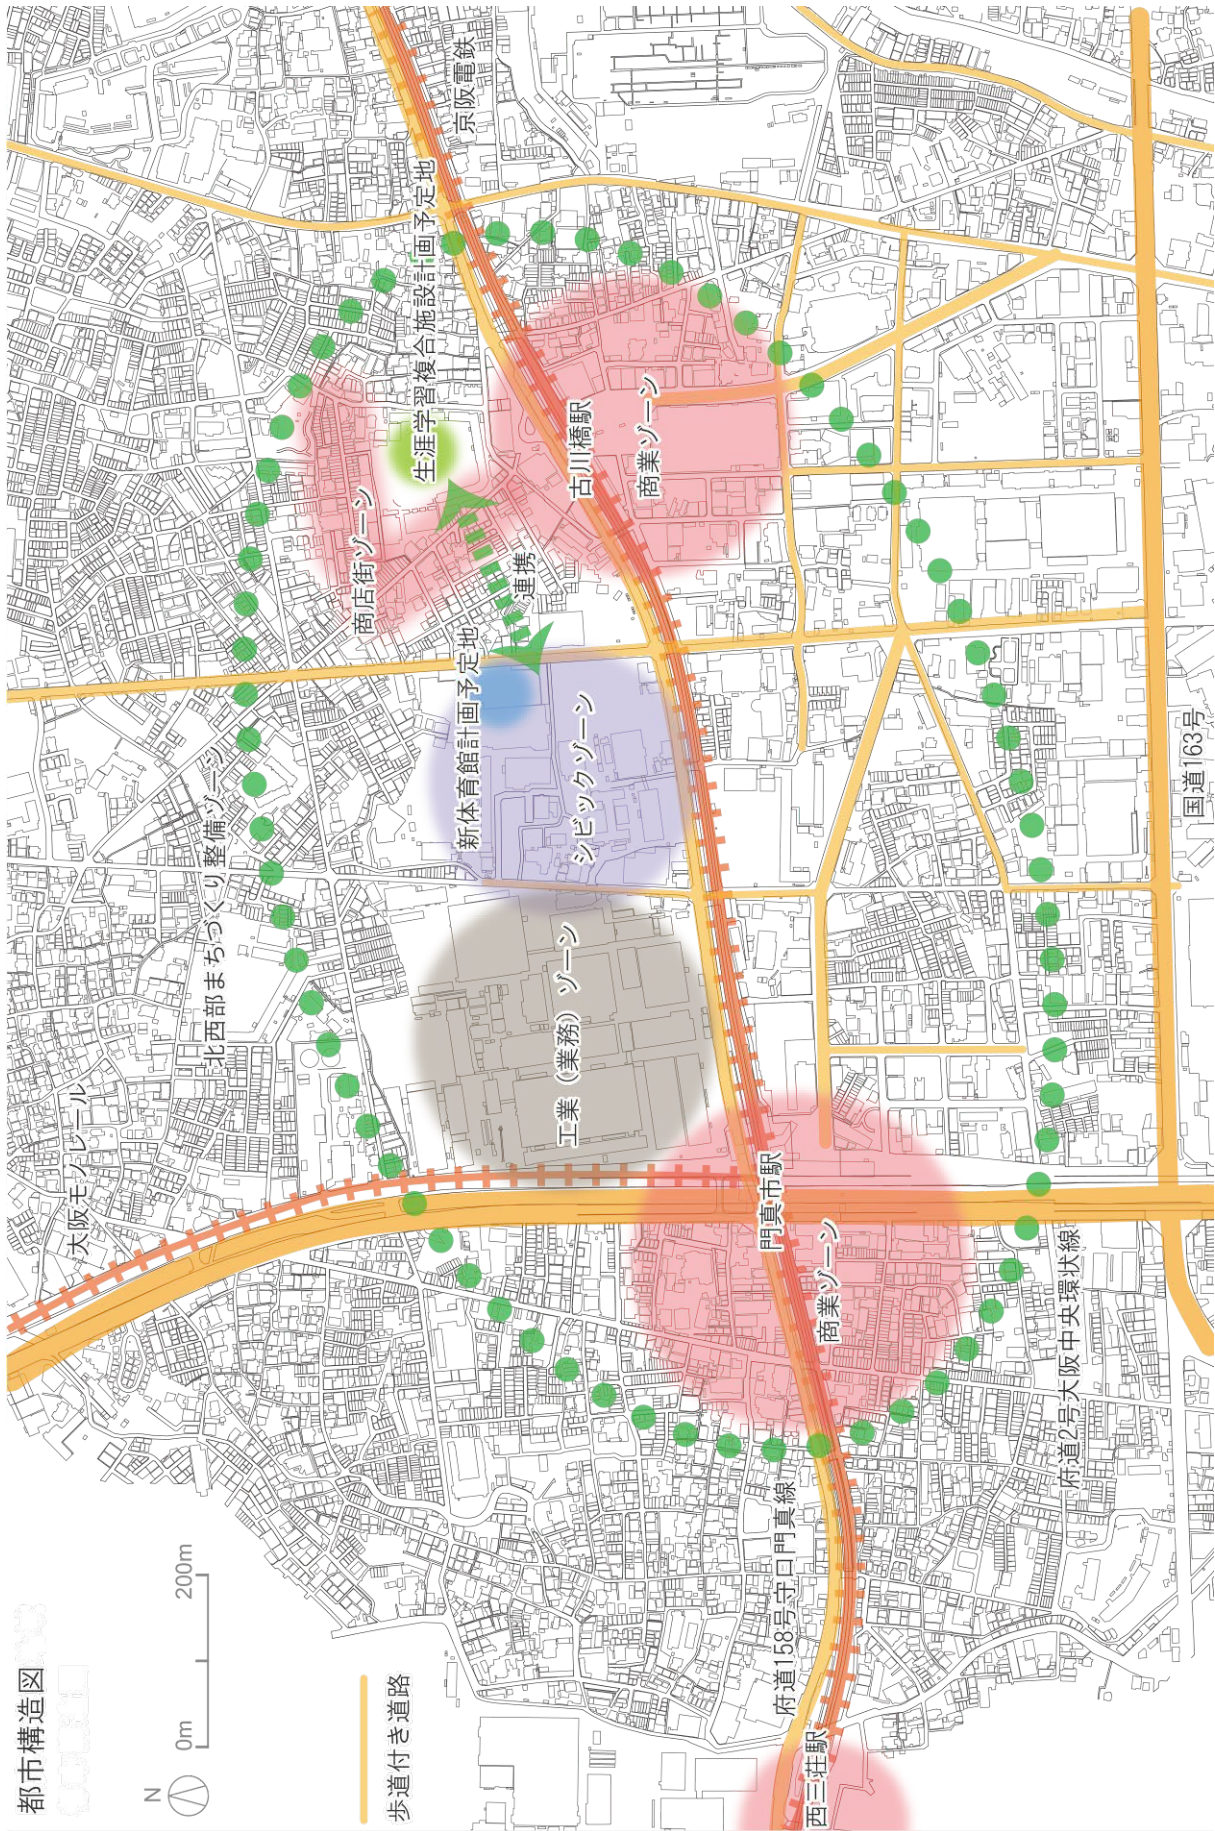 都市構造図
0m
200m
N
歩道付き道路
大阪モノレール
北西部まちづくり整備ゾーン
商店街ゾーン
生涯学習複合施設計画予定地
京阪電鉄
新体育館計画予定地
連携
シビックゾーン
工業（業務）ゾーン
古川橋駅
商業ゾーン
門真市駅
商業ゾーン
府道158号守口門真線
西三荘駅
府道2号大阪中央環状線
国道163号